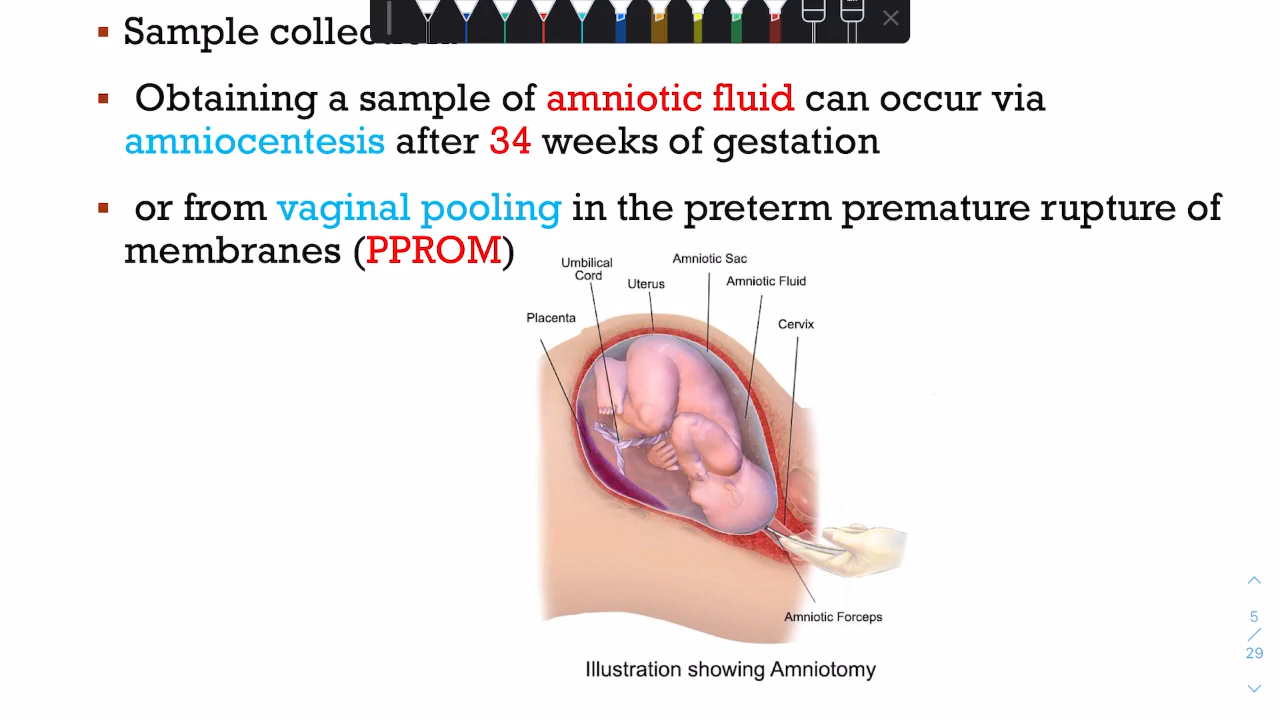 ▪ Sample collection
▪ Obtaining a sample of amniotic fluid can occur via
amniocentesis after 34 weeks of gestation
▪ or from vaginal pooling in the preterm premature rupture of
membranes (PPROM)
Umbilical
Cord
Uterus
Amniotic Sac
Amniotic Fluid
Placenta
Cervix
Amniotic Forceps
Illustration showing Amniotomy
5
/
29